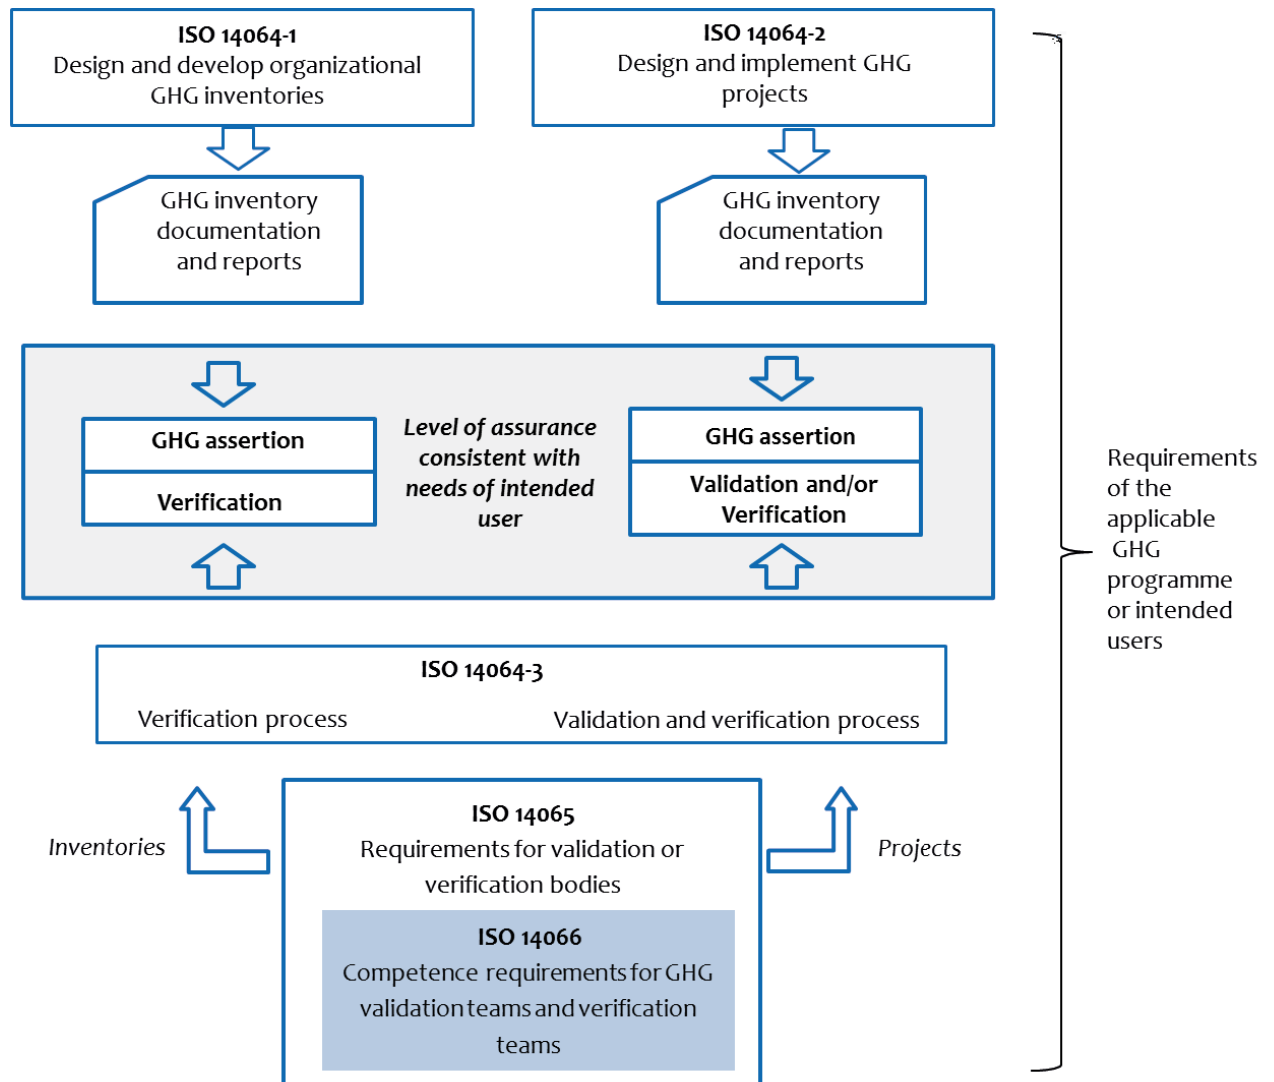 ISO 14064-1
Design and develop organizational
GHG inventories
ISO 14064-2
Design and implement GHG
projects
GHG inventory
documentation
and reports
GHG inventory
documentation
and reports
GHG assertion
Verification
Level of assurance
consistent with
needs of intended
user
GHG assertion
Validation and/or
Verification
Requirements
of the
applicable
GHG
programme
or intended
users
ISO 14064-3
Verification process
Validation and verification process
Inventories
ISO 14065
Requirements for validation or
verification bodies
Projects
ISO 14066
Competence requirements for GHG
validation teams and verification
teams